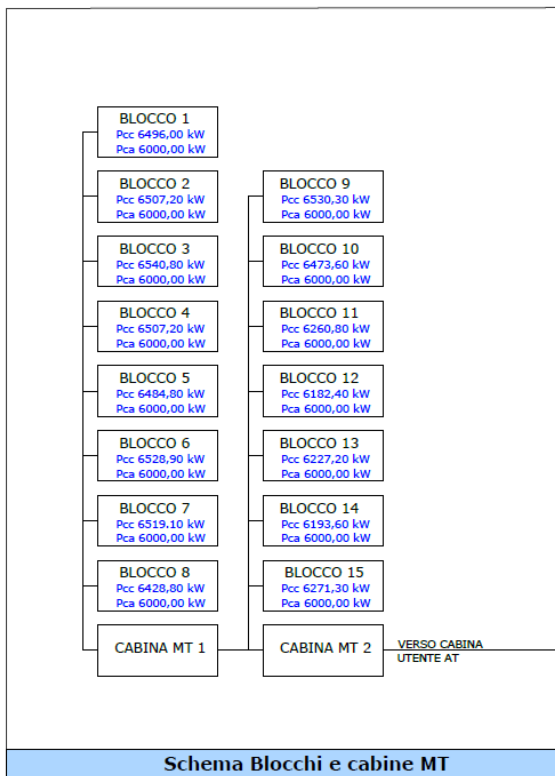 BLOCCO 1
Pcc 6496,00 kW
Pca 6000,00 kW
BLOCCO 2
Pcc 6507,20 kW
Pca 6000,00 kW
BLOCCO 3
Pcc 6540,80 kW
Pca 6000,00 kW
BLOCCO 4
Pcc 6507,20 kW
Pca 6000,00 kW
BLOCCO 5
Pcc 6484,80 kW
Pca 6000,00 kW
BLOCCO 6
Pcc 6528,90 kW
Pca 6000,00 kW
BLOCCO 7
Pcc 6519,10 kW
Pca 6000,00 kW
BLOCCO 8
Pcc 6428,80 kW
Pca 6000,00 kW
CABINA MT 1
BLOCCO 9
Pcc 6530,30 kW
Pca 6000,00 kW
BLOCCO 10
Pcc 6473,60 kW
Pca 6000,00 kW
BLOCCO 11
Pcc 6260,80 kW
Pca 6000,00 kW
BLOCCO 12
Pcc 6182,40 kW
Pca 6000,00 kW
BLOCCO 13
Pcc 6227,20 kW
Pca 6000,00 kW
BLOCCO 14
Pcc 6193,60 kW
Pca 6000,00 kW
BLOCCO 15
Pcc 6271,30 kW
Pca 6000,00 kW
CABINA MT 2
VERSO CABINA
UTENTE AT
Schema Blocchi e cabine MT